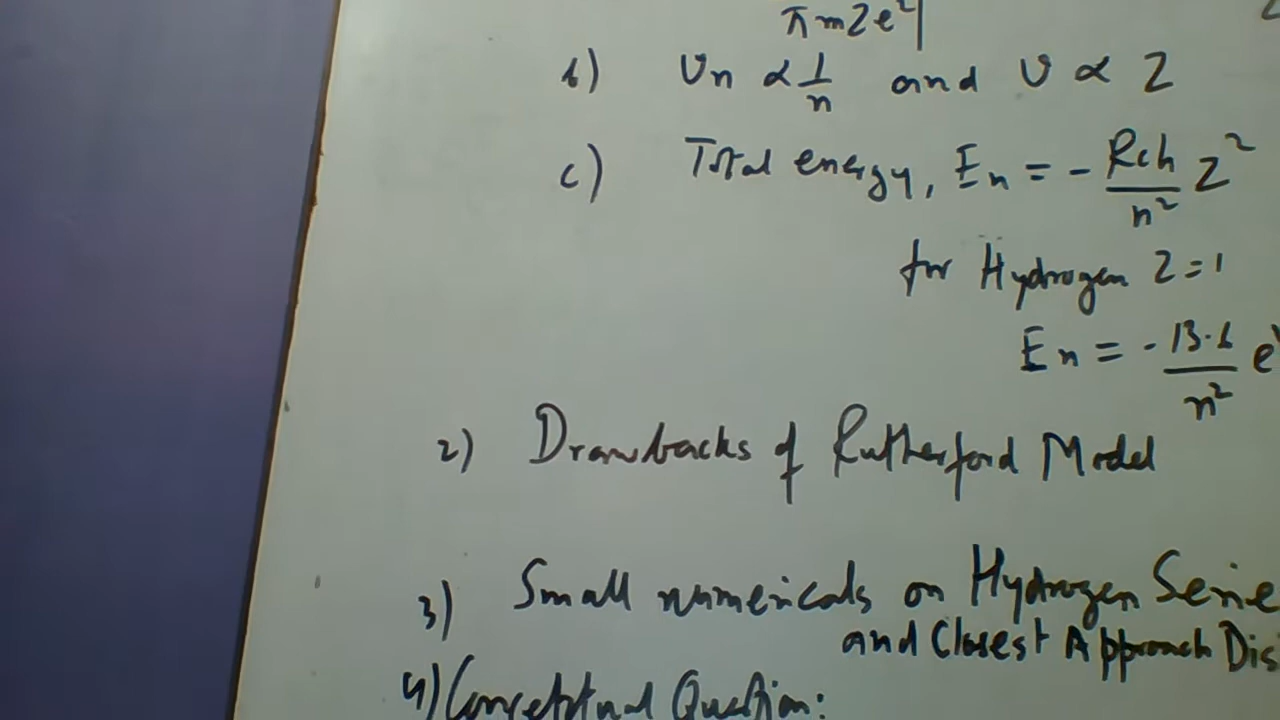 π m Z e²
b) Vn ∝ 1/n and V ∝ Z
c) Total energy, En = - Rch/n² Z²
for Hydrogen Z=1
En = - 13.6/n² e
2) Drawbacks of Rutherford Model
3) Small numericals on Hydrogen Serie
and Closest Approach Dis
4) Conceptual Question: